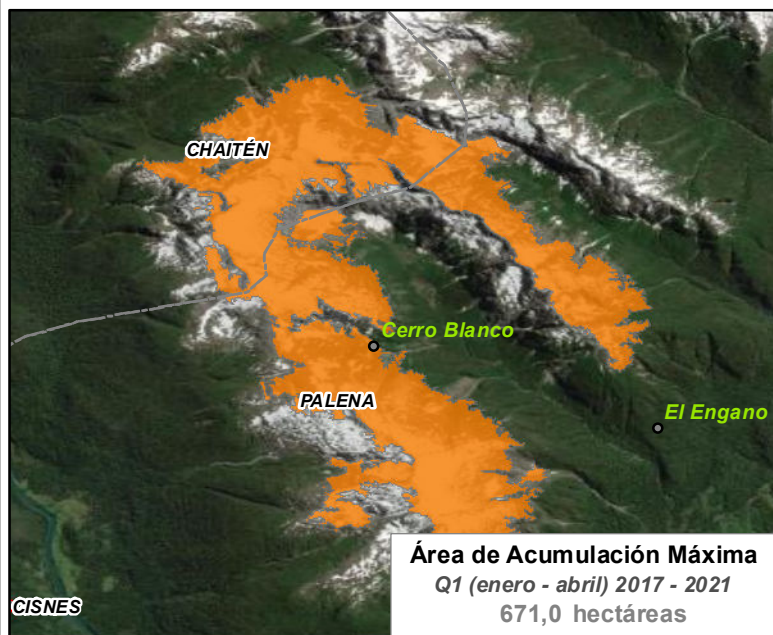 CHAITÉN
Cerro Blanco
PALENA
El Engano
Área de Acumulación Máxima
Q1 (enero - abril) 2017 - 2021
671,0 hectáreas
CISNES